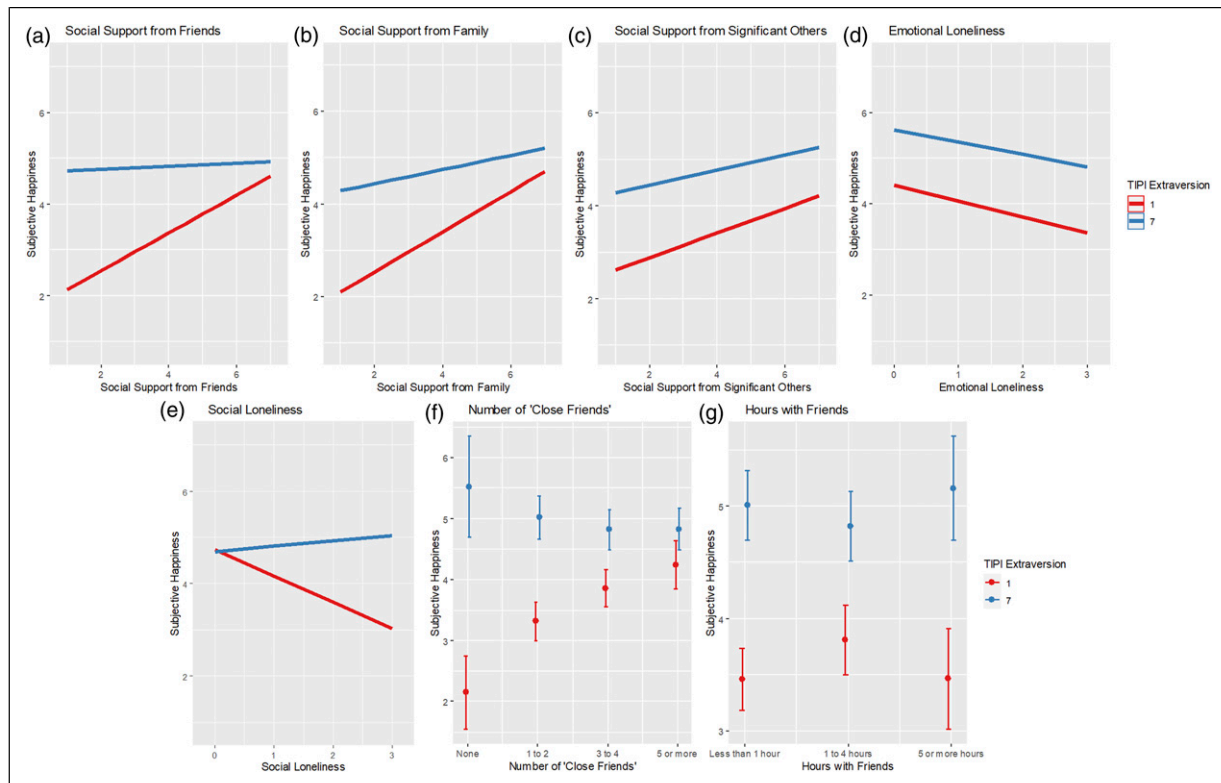 (a) Social Support from Friends
Subjective Happiness
6
4
2
2 4 6
Social Support from Friends
(b) Social Support from Family
Subjective Happiness
6
4
2
2 4 6
Social Support from Family
(c) Social Support from Significant Others
Subjective Happiness
6
4
2
2 4 6
Social Support from Significant Others
(d) Emotional Loneliness
Subjective Happiness
6
4
2
0 1 2 3
Emotional Loneliness
TIPI Extraversion
1
7
(e) Social Loneliness
Subjective Happiness
6
4
2
0 1 2 3
Social Loneliness
(f) Number of 'Close Friends'
Subjective Happiness
6
5
4
3
2
None 1 to 2 3 to 4 5 or more
Number of 'Close Friends'
(g) Hours with Friends
Subjective Happiness
5
4
3
Less than 1 hour 1 to 4 hours 5 or more hours
Hours with Friends
TIPI Extraversion
1
7